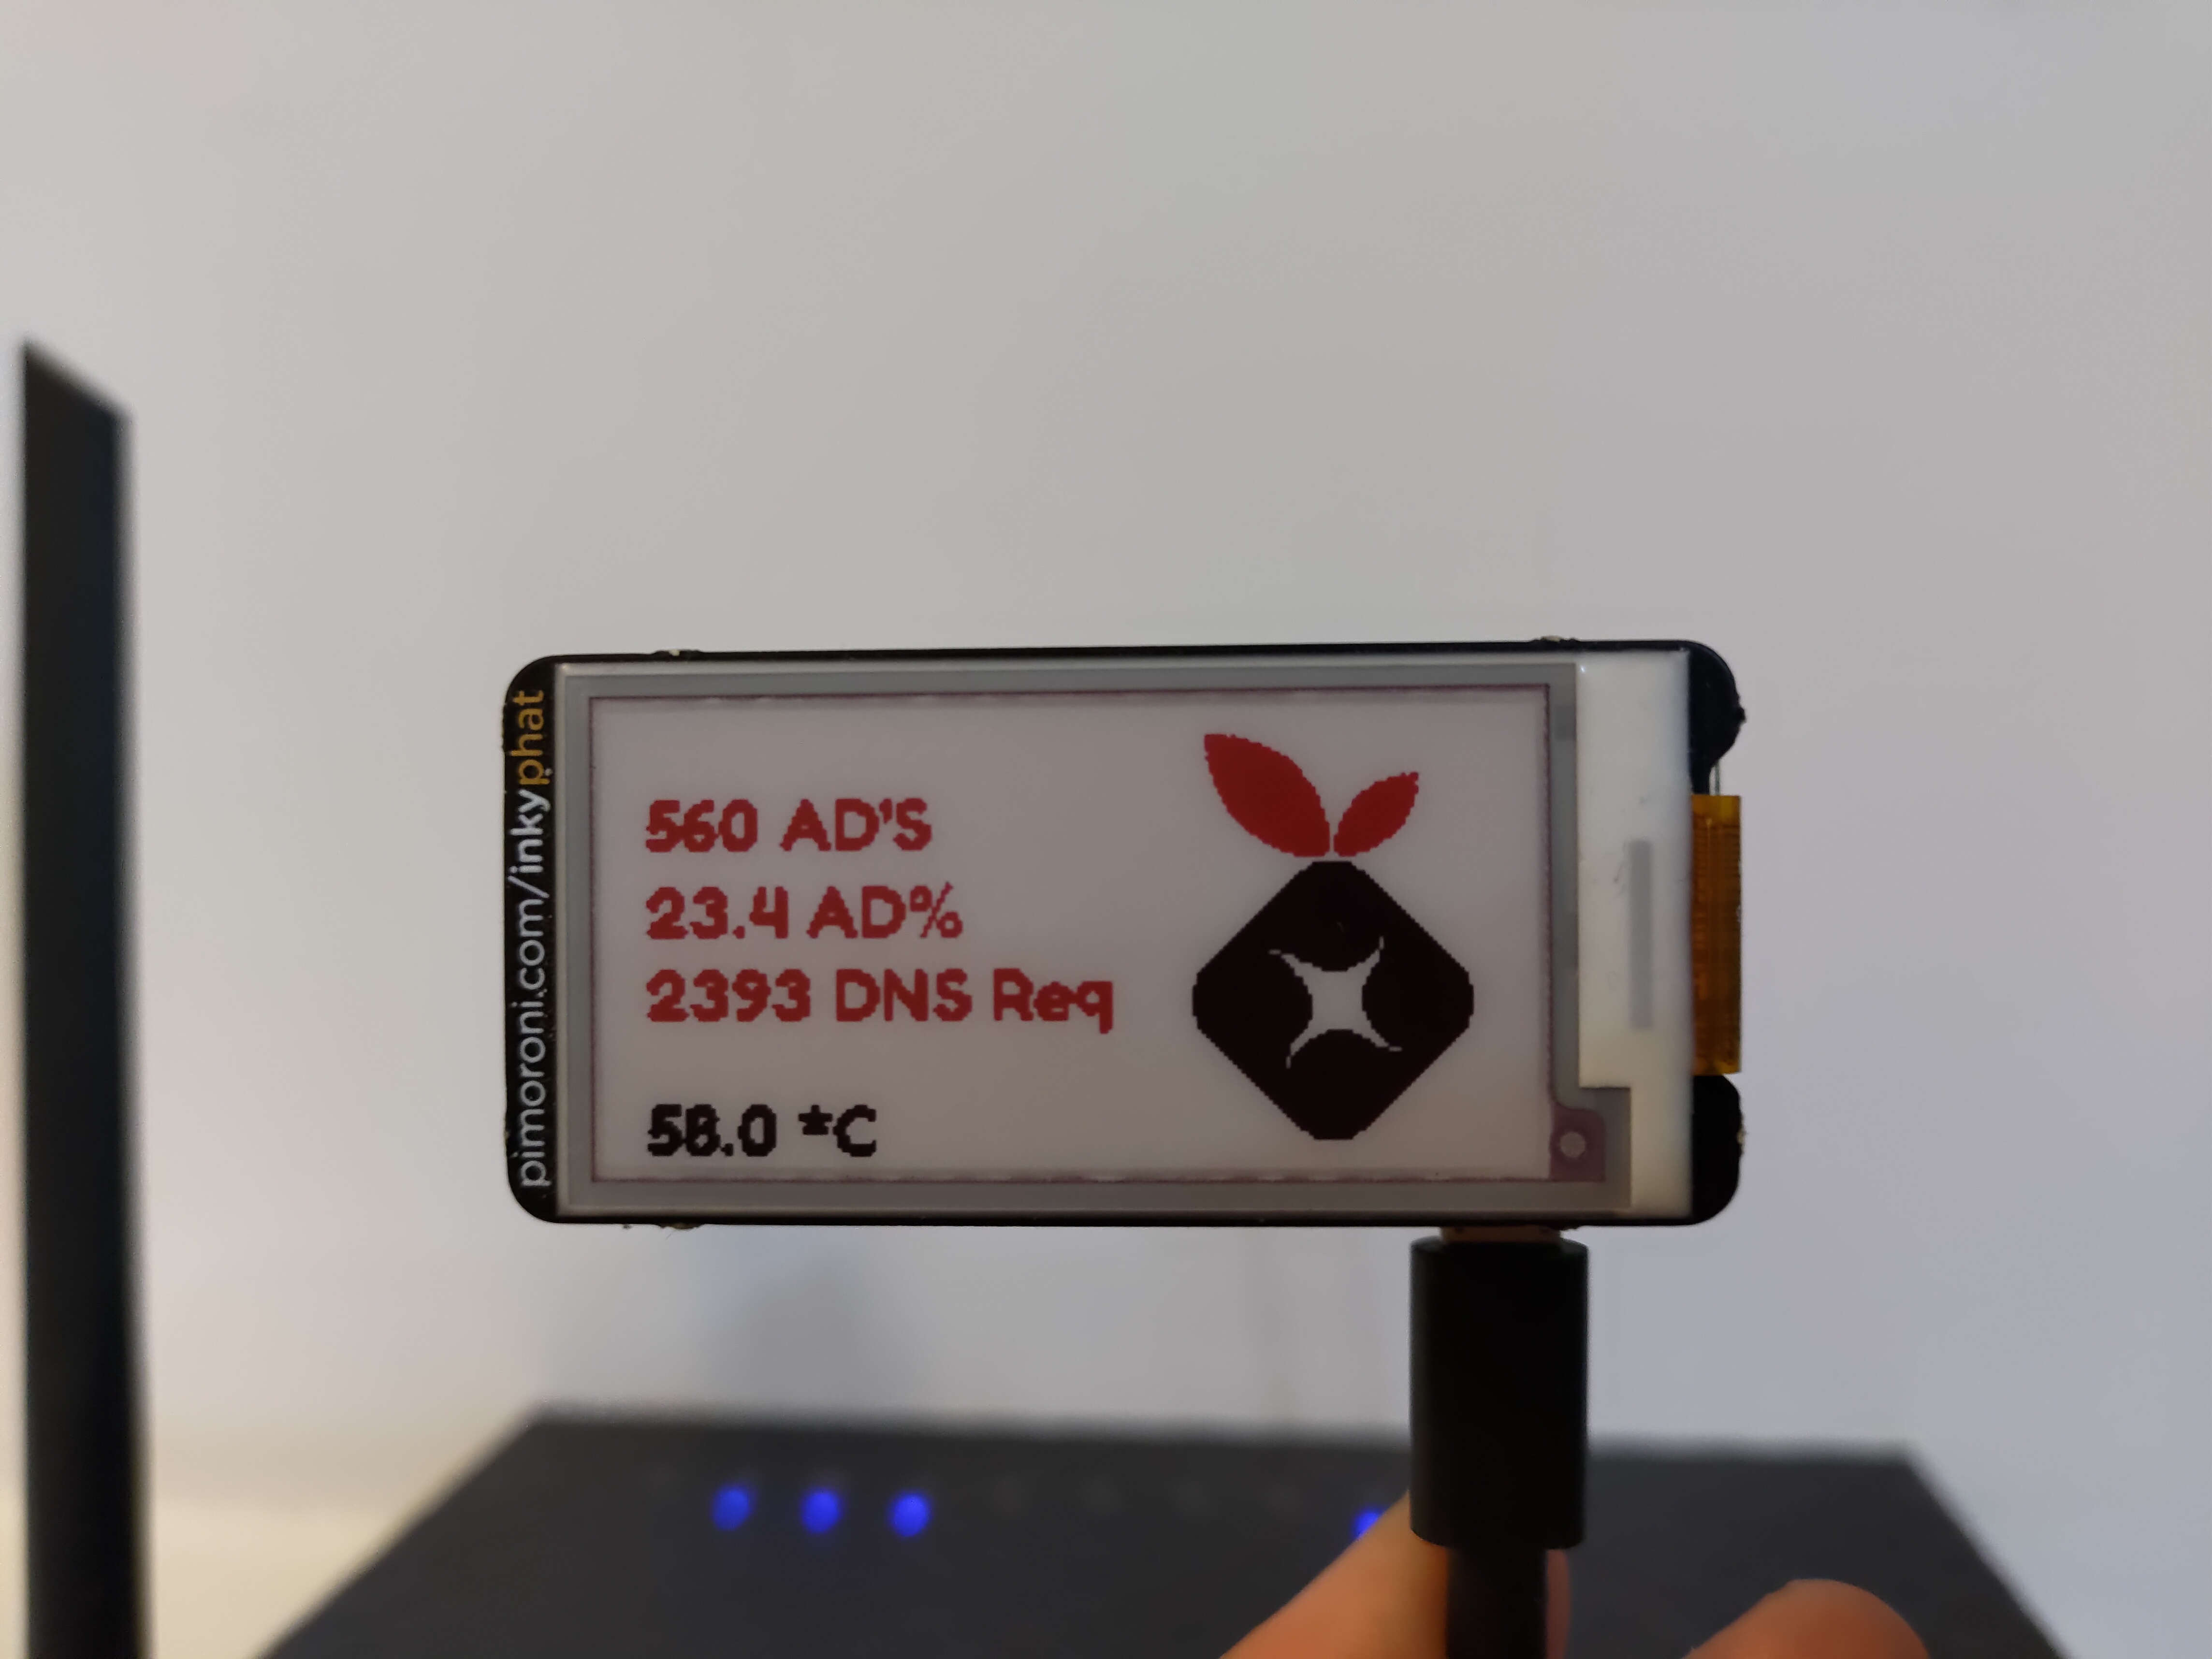 560 AD'S
23.4 AD%
2393 DNS Req
58.0 *C
pimoroni.com/inkyphat